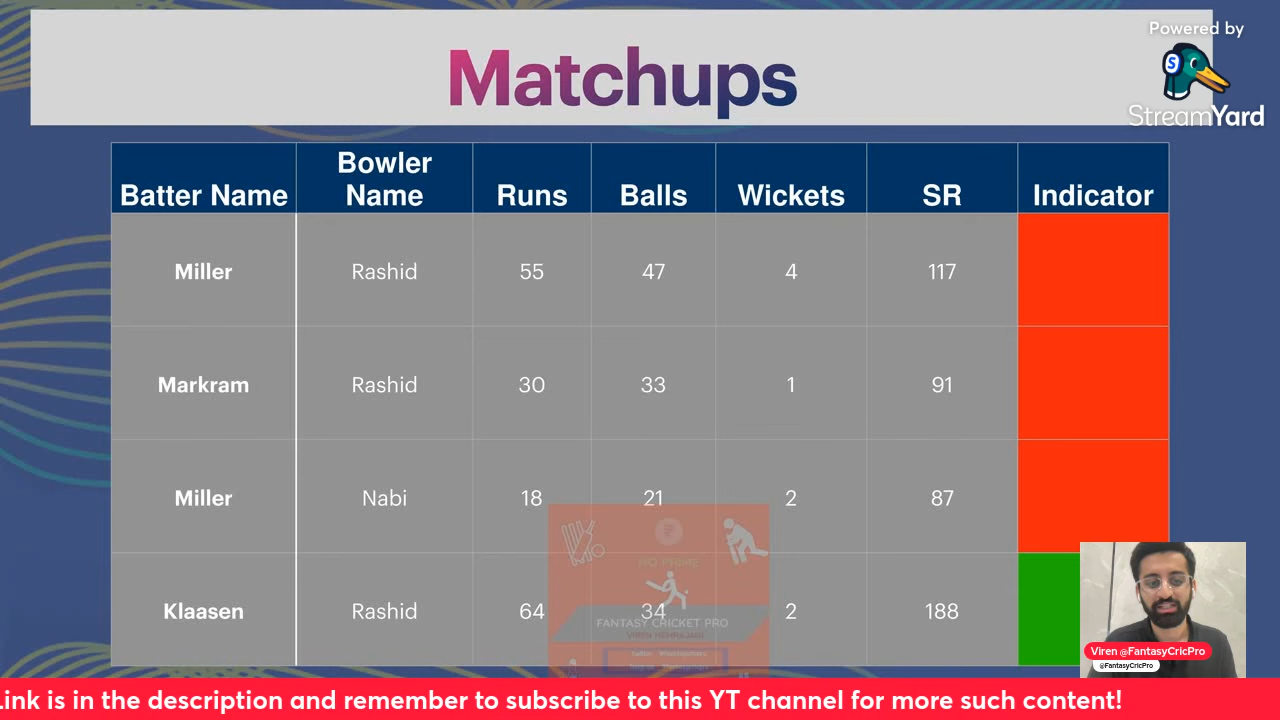 Powered by
StreamYard
Matchups
Batter Name Bowler Name Runs Balls Wickets SR Indicator
Miller Rashid 55 47 4 117
Markram Rashid 30 33 1 91
Miller Nabi 18 21 2 87
Klaasen Rashid 64 34 2 188
FANTASY CRICKET PRO
VIREN HEMRAJANI
Viren @FantasyCricPro
@FantasyCricPro
Link is in the description and remember to subscribe to this YT channel for more such content!